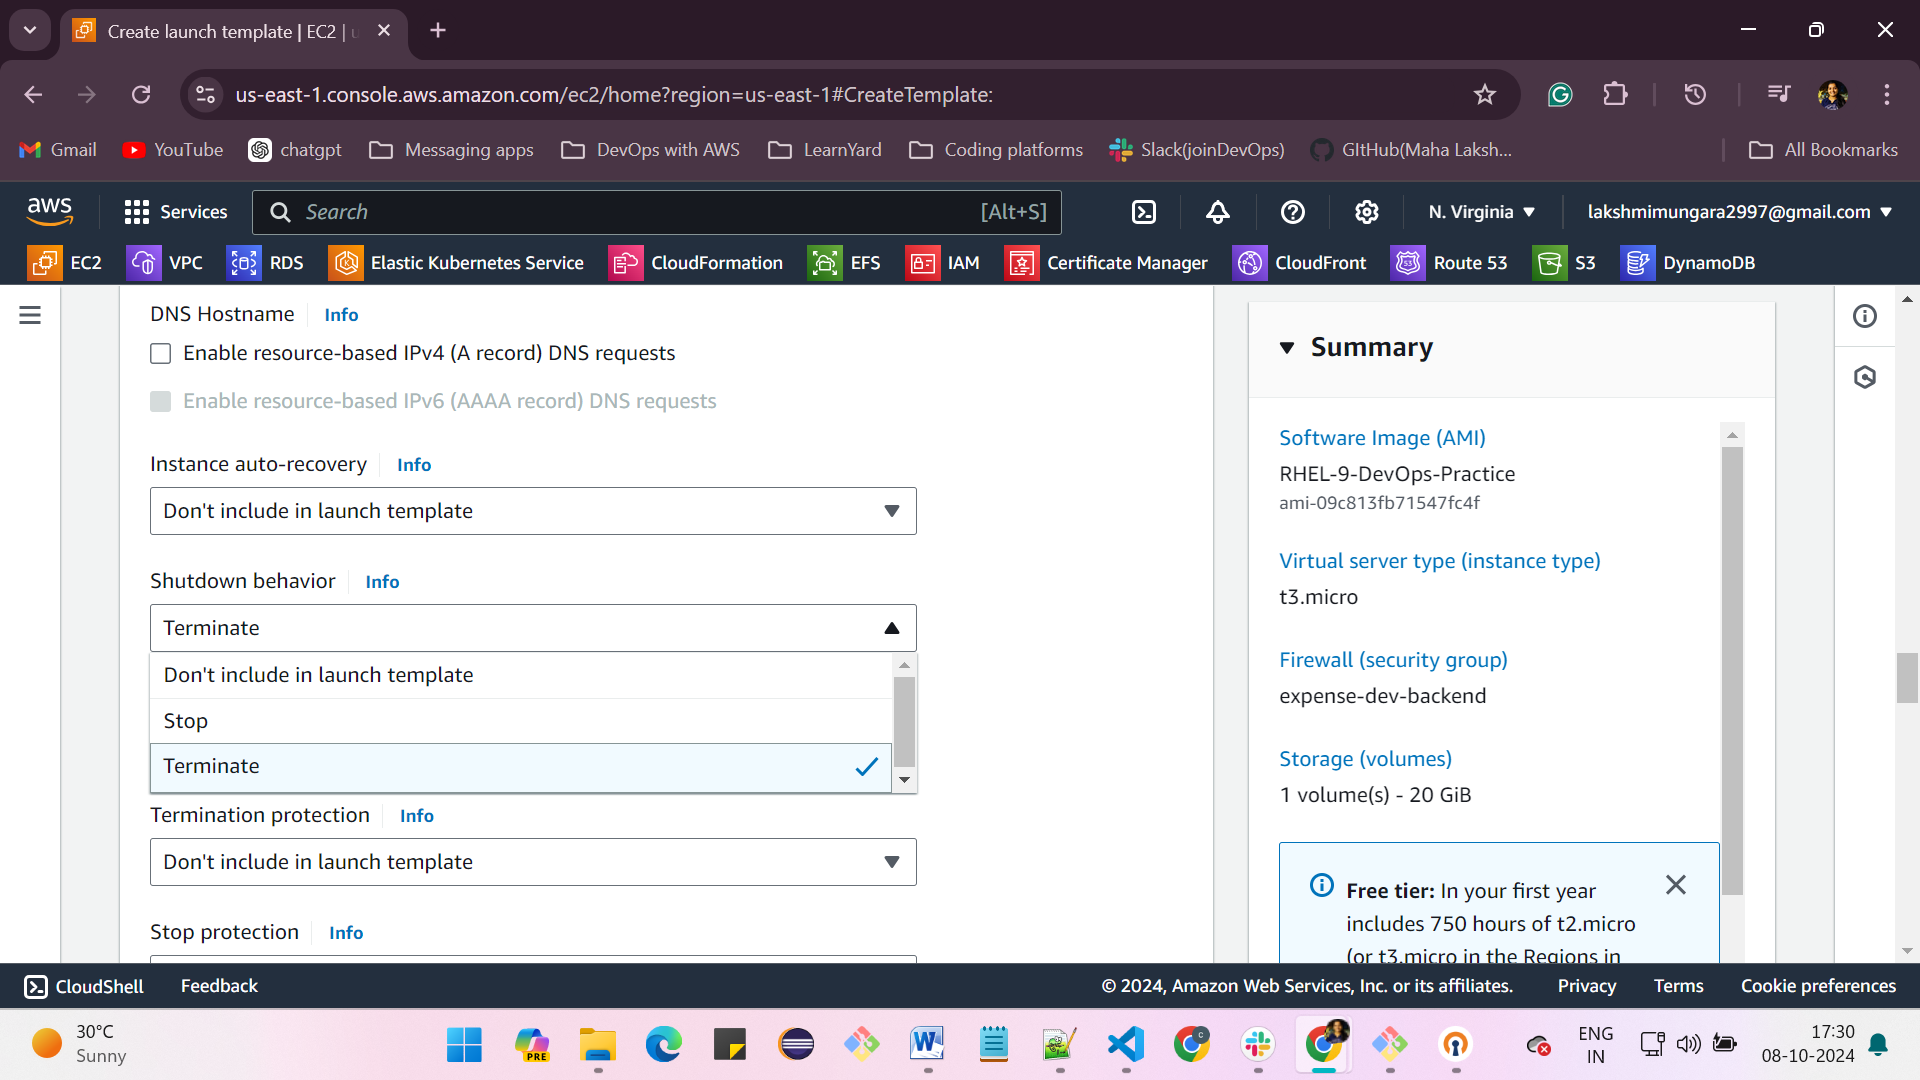 Create launch template | EC2 | u
us-east-1.console.aws.amazon.com/ec2/home?region=us-east-1#CreateTemplate:
Gmail YouTube chatgpt Messaging apps DevOps with AWS LearnYard Coding platforms Slack(joinDevOps) GItHub(Maha Laksh... All Bookmarks
aws Services Search [Alt+S] N. Virginia lakshmimungara2997@gmail.com
EC2 VPC RDS Elastic Kubernetes Service CloudFormation EFS IAM Certificate Manager CloudFront Route 53 S3 DynamoDB
DNS Hostname Info
Enable resource-based IPv4 (A record) DNS requests
Enable resource-based IPv6 (AAAA record) DNS requests
Instance auto-recovery Info
Don't include in launch template
Shutdown behavior Info
Terminate
Don't include in launch template
Stop
Terminate
Termination protection Info
Don't include in launch template
Stop protection Info
Summary
Software Image (AMI)
RHEL-9-DevOps-Practice
ami-09c813fb71547fc4f
Virtual server type (instance type)
t3.micro
Firewall (security group)
expense-dev-backend
Storage (volumes)
1 volume(s) - 20 GiB
Free tier: In your first year
includes 750 hours of t2.micro
(or t3.micro in the Regions in
CloudShell Feedback © 2024, Amazon Web Services, Inc. or its affiliates. Privacy Terms Cookie preferences
30°C
Sunny
PRE
ENG
IN
17:30
08-10-2024